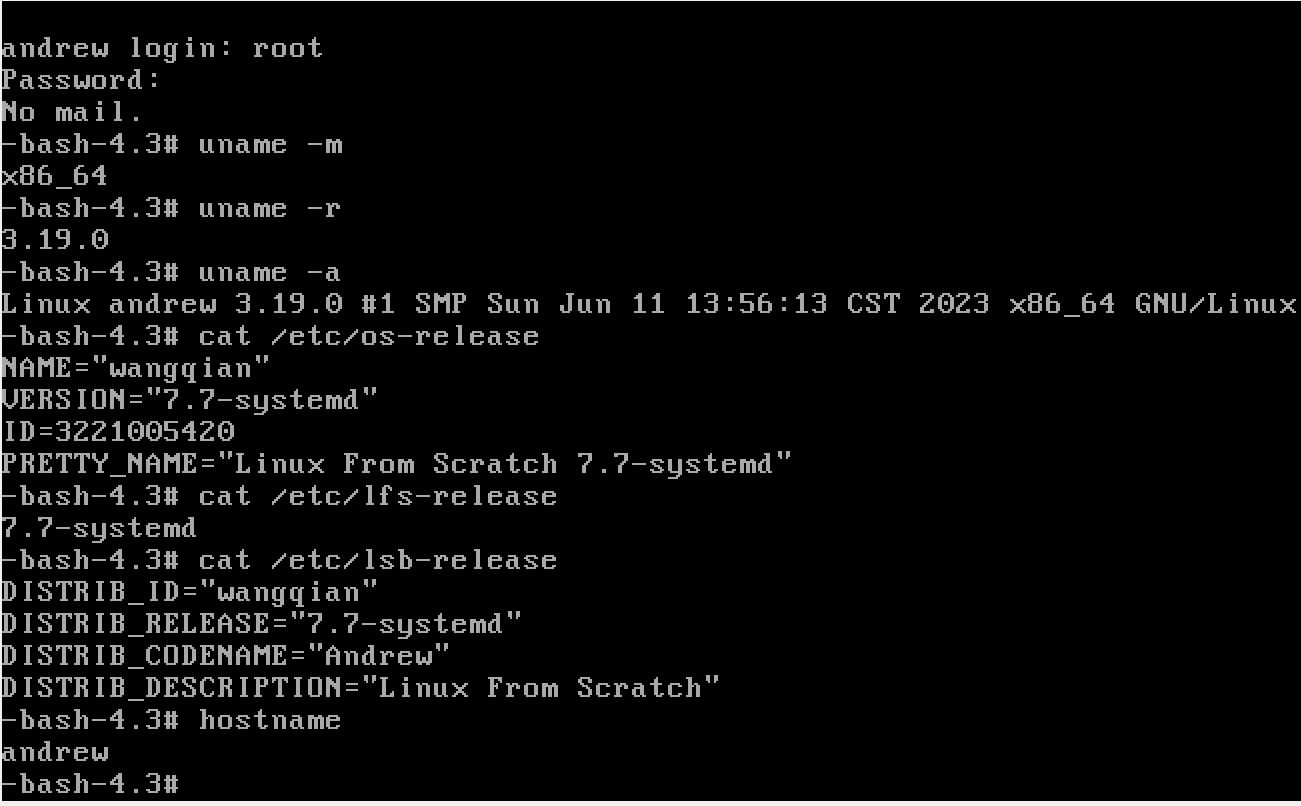 andrew login: root
Password:
No mail.
-bash-4.3# uname -m
x86_64
-bash-4.3# uname -r
3.19.0
-bash-4.3# uname -a
Linux andrew 3.19.0 #1 SMP Sun Jun 11 13:56:13 CST 2023 x86_64 GNU/Linux
-bash-4.3# cat /etc/os-release
NAME="wangqian"
VERSION="7.7-systemd"
ID=3221005420
PRETTY_NAME="Linux From Scratch 7.7-systemd"
-bash-4.3# cat /etc/lfs-release
7.7-systemd
-bash-4.3# cat /etc/lsb-release
DISTRIB_ID="wangqian"
DISTRIB_RELEASE="7.7-systemd"
DISTRIB_CODENAME="Andrew"
DISTRIB_DESCRIPTION="Linux From Scratch"
-bash-4.3# hostname
andrew
-bash-4.3#